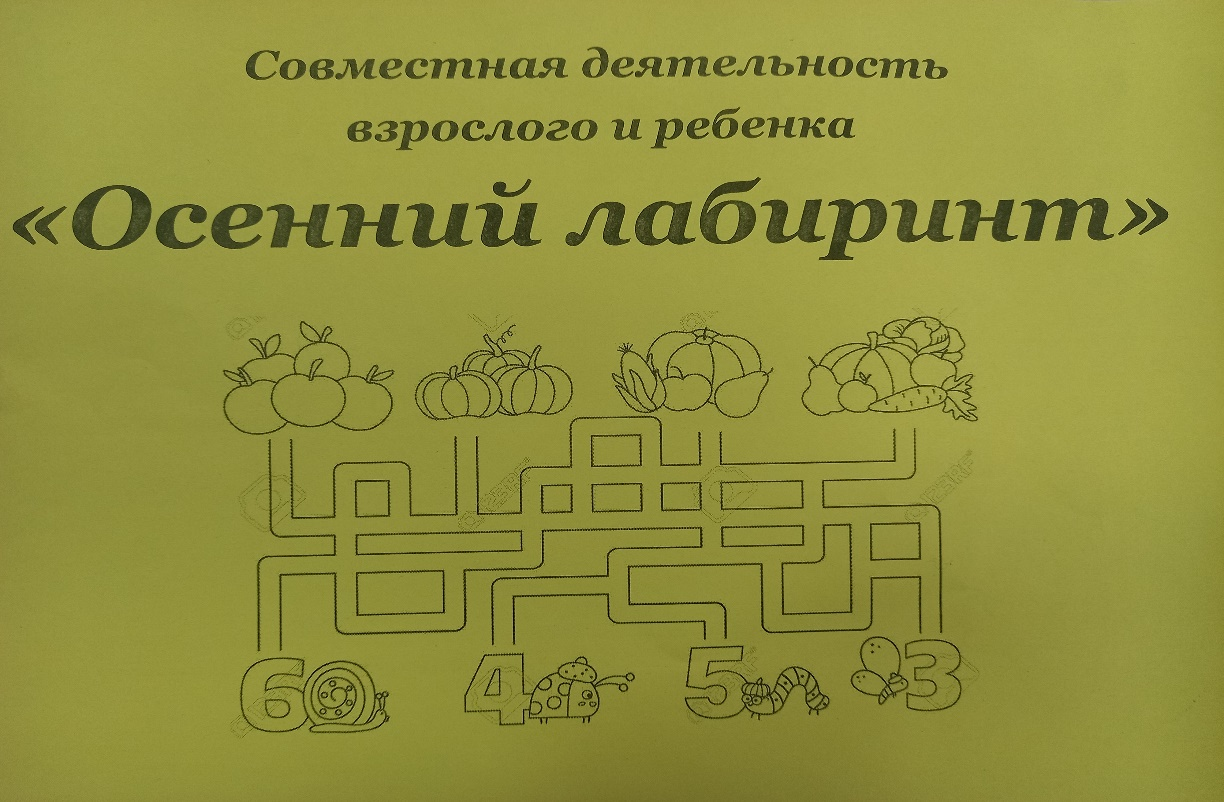 Совместная деятельность
взрослого и ребенка
«Осенний лабиринт»
6 4 5 3